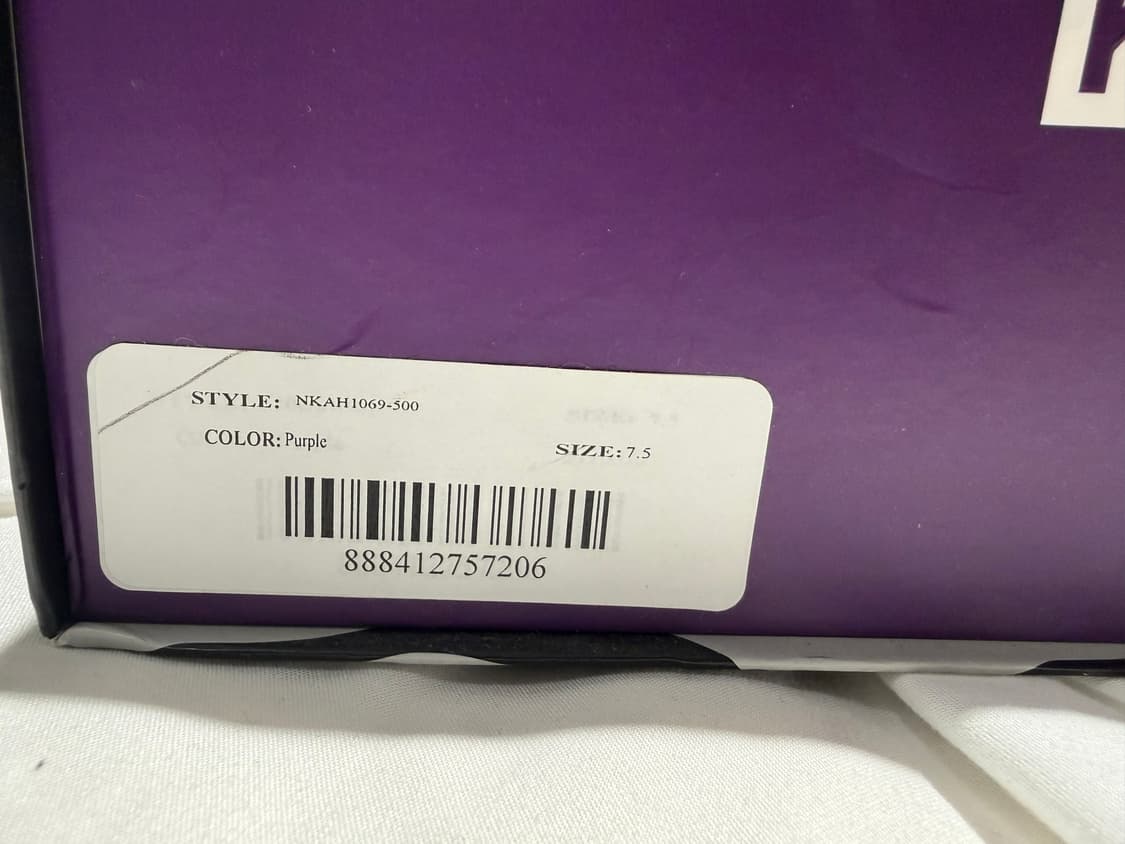 STYLE: NKAH1069-500
COLOR: Purple
SIZE: 7.5
888412757206